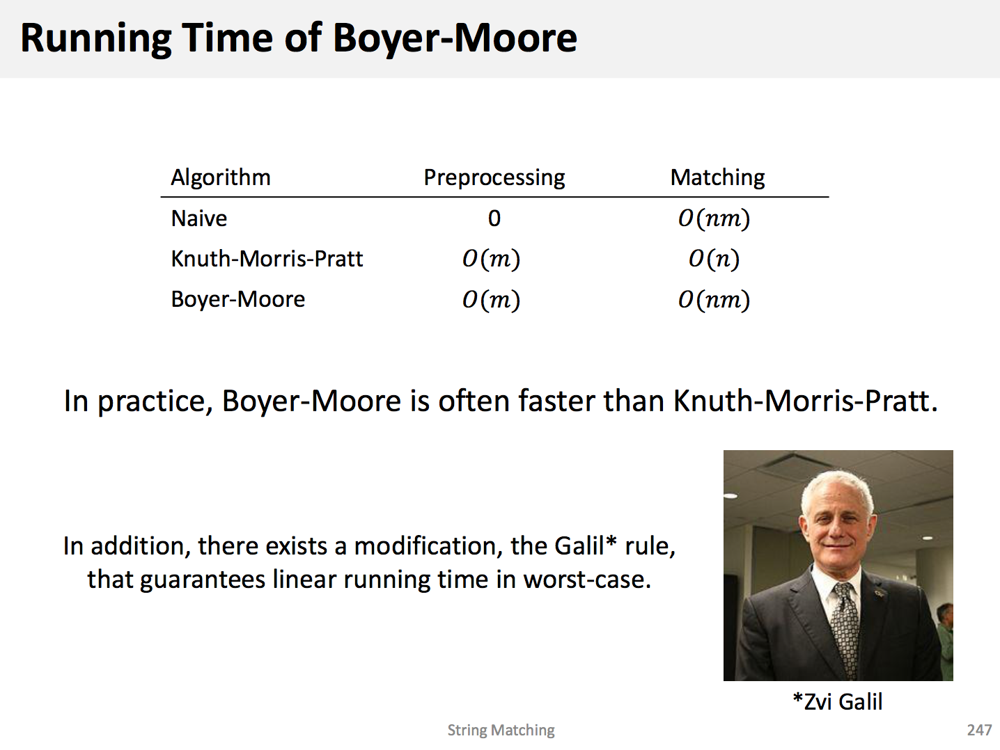 Running Time of Boyer-Moore
Algorithm Preprocessing Matching
Naive 0 O(nm)
Knuth-Morris-Pratt O(m) O(n)
Boyer-Moore O(m) O(nm)
In practice, Boyer-Moore is often faster than Knuth-Morris-Pratt.
In addition, there exists a modification, the Galil* rule,
that guarantees linear running time in worst-case.
*Zvi Galil
String Matching 247